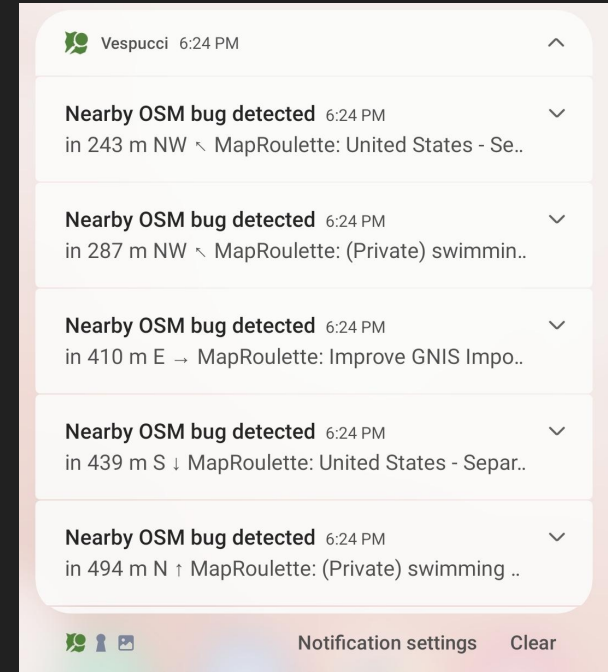 Vespucci 6:24 PM
Nearby OSM bug detected 6:24 PM
in 243 m NW ↖ MapRoulette: United States - Se..
Nearby OSM bug detected 6:24 PM
in 287 m NW ↖ MapRoulette: (Private) swimmin..
Nearby OSM bug detected 6:24 PM
in 410 m E → MapRoulette: Improve GNIS Impo..
Nearby OSM bug detected 6:24 PM
in 439 m S ↓ MapRoulette: United States - Separ..
Nearby OSM bug detected 6:24 PM
in 494 m N ↑ MapRoulette: (Private) swimming ..
Notification settings Clear